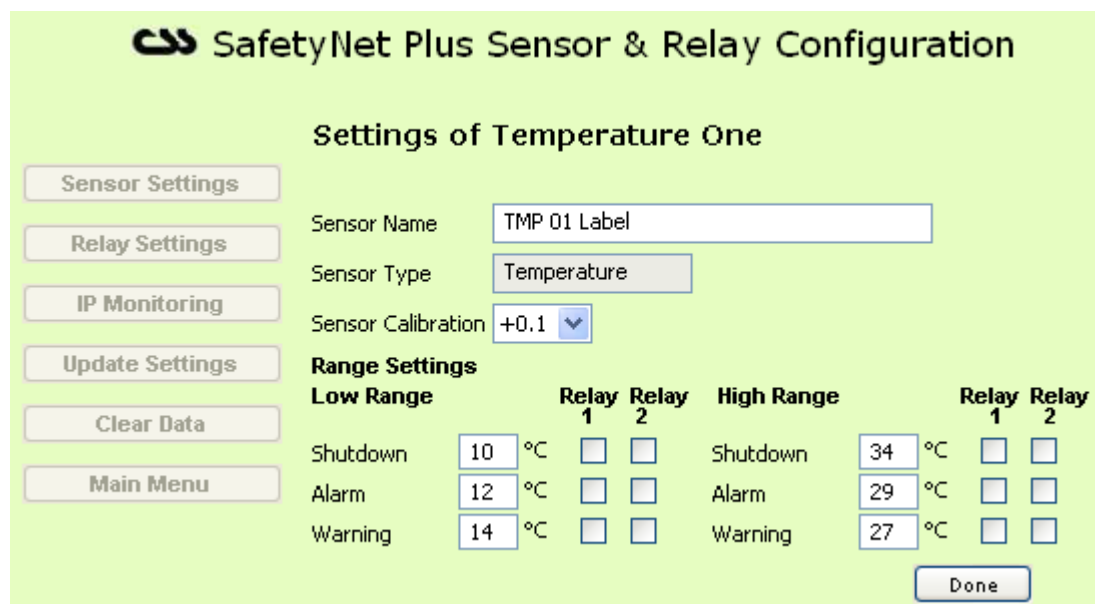 CSS SafetyNet Plus Sensor & Relay Configuration
Settings of Temperature One
Sensor Settings
Relay Settings
IP Monitoring
Update Settings
Clear Data
Main Menu
Sensor Name TMP 01 Label
Sensor Type Temperature
Sensor Calibration +0.1
Range Settings
Low Range Relay 1 Relay 2 High Range Relay 1 Relay 2
Shutdown 10 °C Shutdown 34 °C
Alarm 12 °C Alarm 29 °C
Warning 14 °C Warning 27 °C
Done